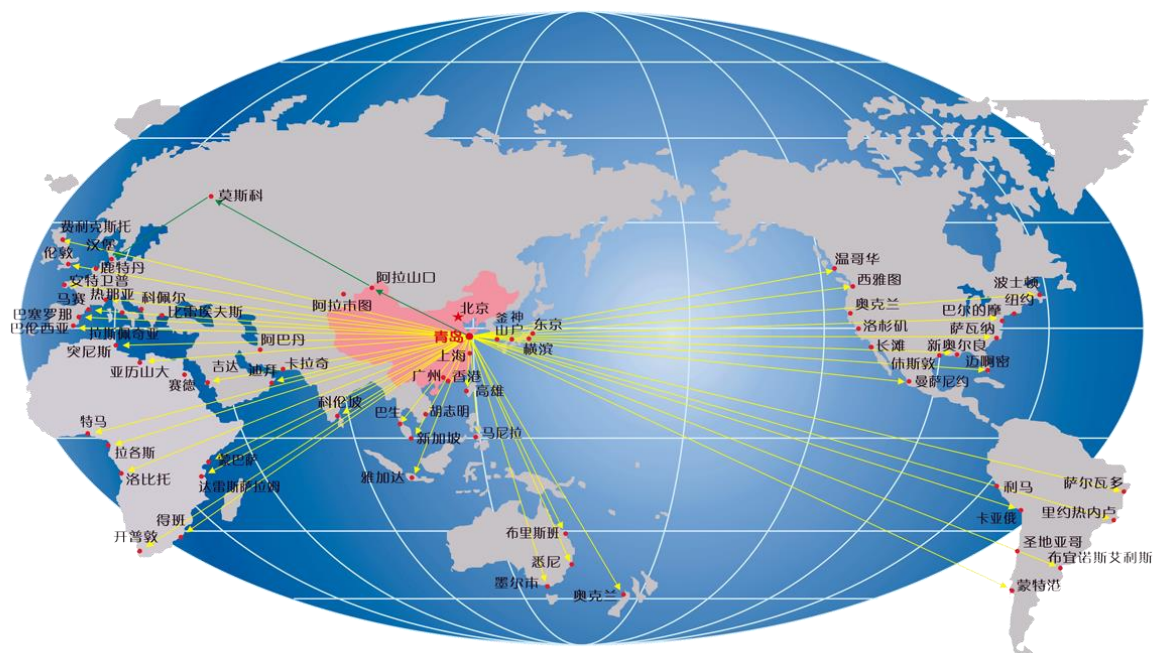 莫斯科
费利克斯托
汉堡
伦敦
鹿特丹
安特卫普
热那亚
科佩尔
马赛
比雷埃夫斯
巴塞罗那
巴伦西亚
拉斯佩奇亚
突尼斯
亚历山大
阿巴丹
赛德
吉达
迪拜
卡拉奇
阿拉山口
阿拉木图
北京
釜山
神户
东京
横滨
青岛
上海
广州
香港
高雄
科伦坡
巴生
胡志明
新加坡
马尼拉
雅加达
特马
拉各斯
洛比托
蒙巴萨
达雷斯萨拉姆
得班
开普敦
布里斯班
悉尼
墨尔本
奥克兰
温哥华
西雅图
奥克兰
洛杉矶
长滩
曼萨尼约
波士顿
纽约
巴尔的摩
萨瓦纳
新奥尔良
休斯敦
迈阿密
利马
卡亚俄
萨尔瓦多
里约热内卢
圣地亚哥
布宜诺斯艾利斯
蒙特沿